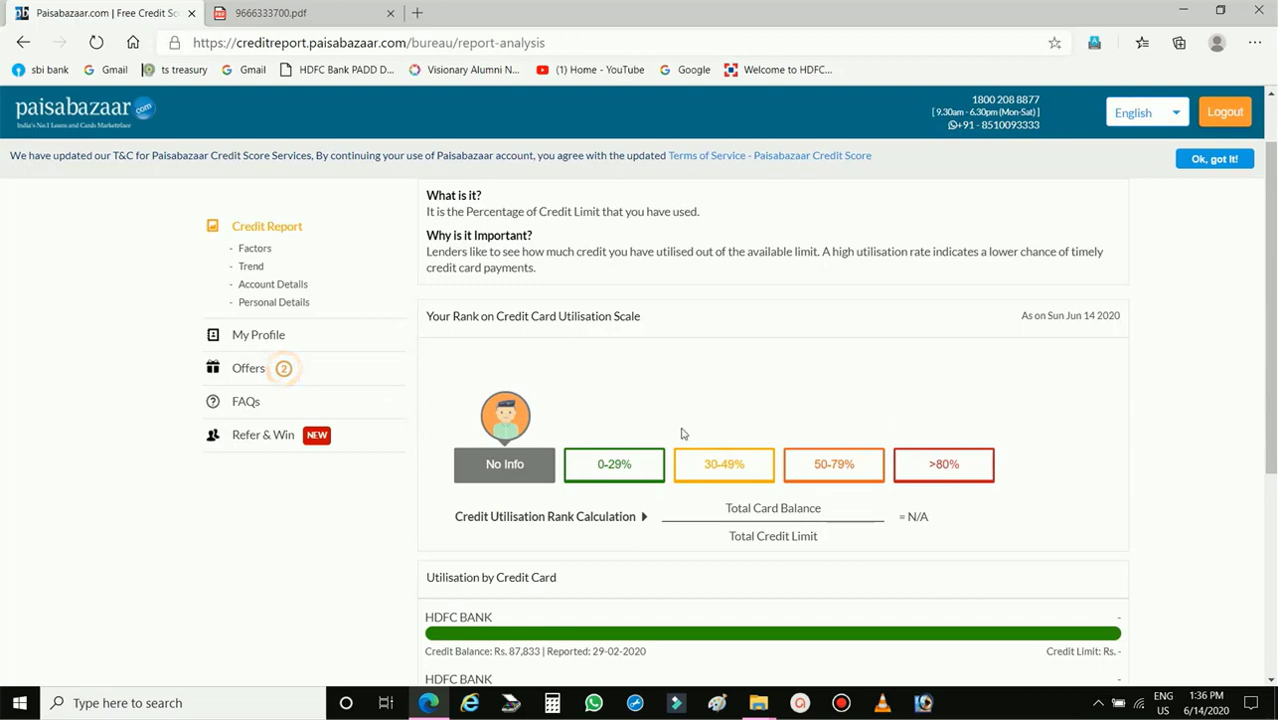 Paisabazaar.com | Free Credit Sc
9666333700.pdf
https://creditreport.paisabazaar.com/bureau/report-analysis
sbi bank
Gmail
ts treasury
Gmail
HDFC Bank PADD D...
Visionary Alumni N...
(1) Home - YouTube
Google
Welcome to HDFC...
paisabazaar.com
India's No.1 Loans and Cards Marketplace
1800 208 8877
[ 9.30am - 6.30pm (Mon-Sat) ]
+91 - 8510093333
English
Logout
We have updated our T&C for Paisabazaar Credit Score Services, By continuing your use of Paisabazaar account, you agree with the updated Terms of Service - Paisabazaar Credit Score
Ok, got It!
Credit Report
- Factors
- Trend
- Account Details
- Personal Details
My Profile
Offers 2
FAQs
Refer & Win NEW
What is it?
It is the Percentage of Credit Limit that you have used.
Why is it Important?
Lenders like to see how much credit you have utilised out of the available limit. A high utilisation rate indicates a lower chance of timely
credit card payments.
Your Rank on Credit Card Utilisation Scale
As on Sun Jun 14 2020
No Info
0-29%
30-49%
50-79%
>80%
Credit Utilisation Rank Calculation
Total Card Balance
Total Credit Limit
= N/A
Utilisation by Credit Card
HDFC BANK
-
Credit Balance: Rs. 87,833 | Reported: 29-02-2020
Credit Limit: Rs. -
HDFC BANK
-
Type here to search
ENG
US
1:36 PM
6/14/2020